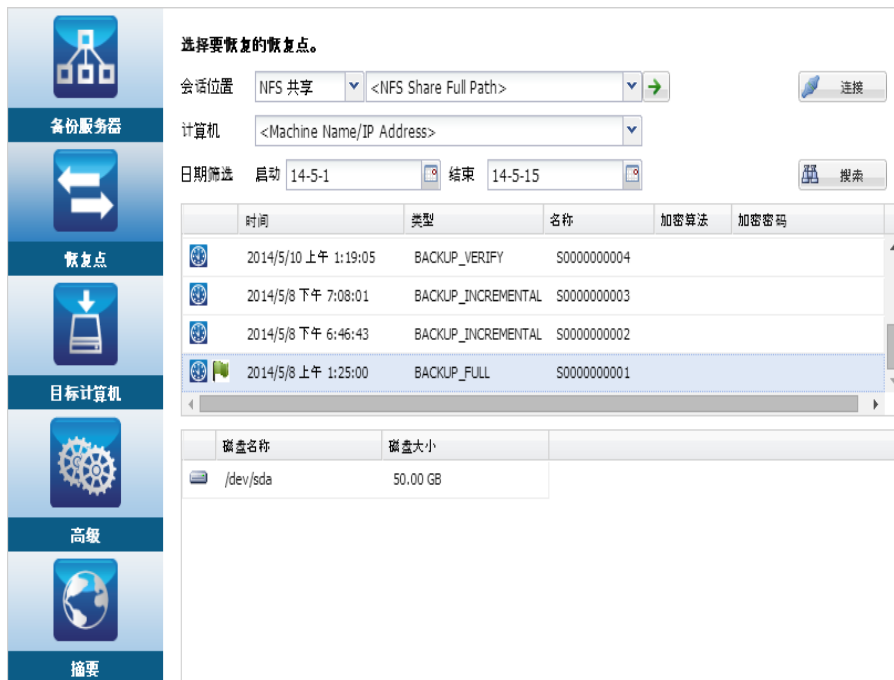 备份服务器
恢复点
目标计算机
高级
摘要
选择要恢复的恢复点。
会话位置 NFS 共享 <NFS Share Full Path> 连接
计算机 <Machine Name/IP Address>
日期筛选 启动 14-5-1 结束 14-5-15 搜索
时间 类型 名称 加密算法 加密密码
2014/5/10 上午 1:19:05 BACKUP_VERIFY S0000000004
2014/5/8 下午 7:08:01 BACKUP_INCREMENTAL S0000000003
2014/5/8 下午 6:46:43 BACKUP_INCREMENTAL S0000000002
2014/5/8 上午 1:25:00 BACKUP_FULL S0000000001
磁盘名称 磁盘大小
/dev/sda 50.00 GB